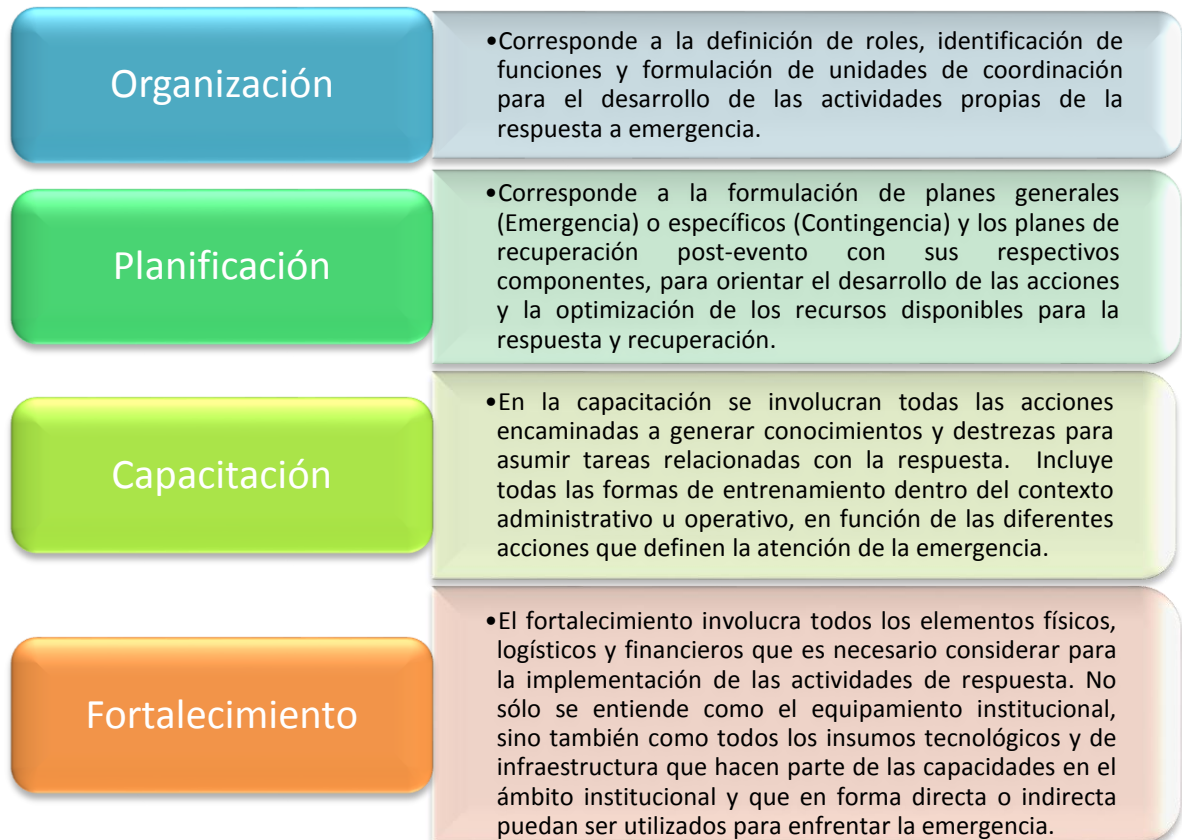 Organización
•Corresponde a la definición de roles, identificación de
funciones y formulación de unidades de coordinación
para el desarrollo de las actividades propias de la
respuesta a emergencia.
Planificación
•Corresponde a la formulación de planes generales
(Emergencia) o específicos (Contingencia) y los planes de
recuperación post-evento con sus respectivos
componentes, para orientar el desarrollo de las acciones
y la optimización de los recursos disponibles para la
respuesta y recuperación.
Capacitación
•En la capacitación se involucran todas las acciones
encaminadas a generar conocimientos y destrezas para
asumir tareas relacionadas con la respuesta. Incluye
todas las formas de entrenamiento dentro del contexto
administrativo u operativo, en función de las diferentes
acciones que definen la atención de la emergencia.
Fortalecimiento
•El fortalecimiento involucra todos los elementos físicos,
logísticos y financieros que es necesario considerar para
la implementación de las actividades de respuesta. No
sólo se entiende como el equipamiento institucional,
sino también como todos los insumos tecnológicos y de
infraestructura que hacen parte de las capacidades en el
ámbito institucional y que en forma directa o indirecta
puedan ser utilizados para enfrentar la emergencia.